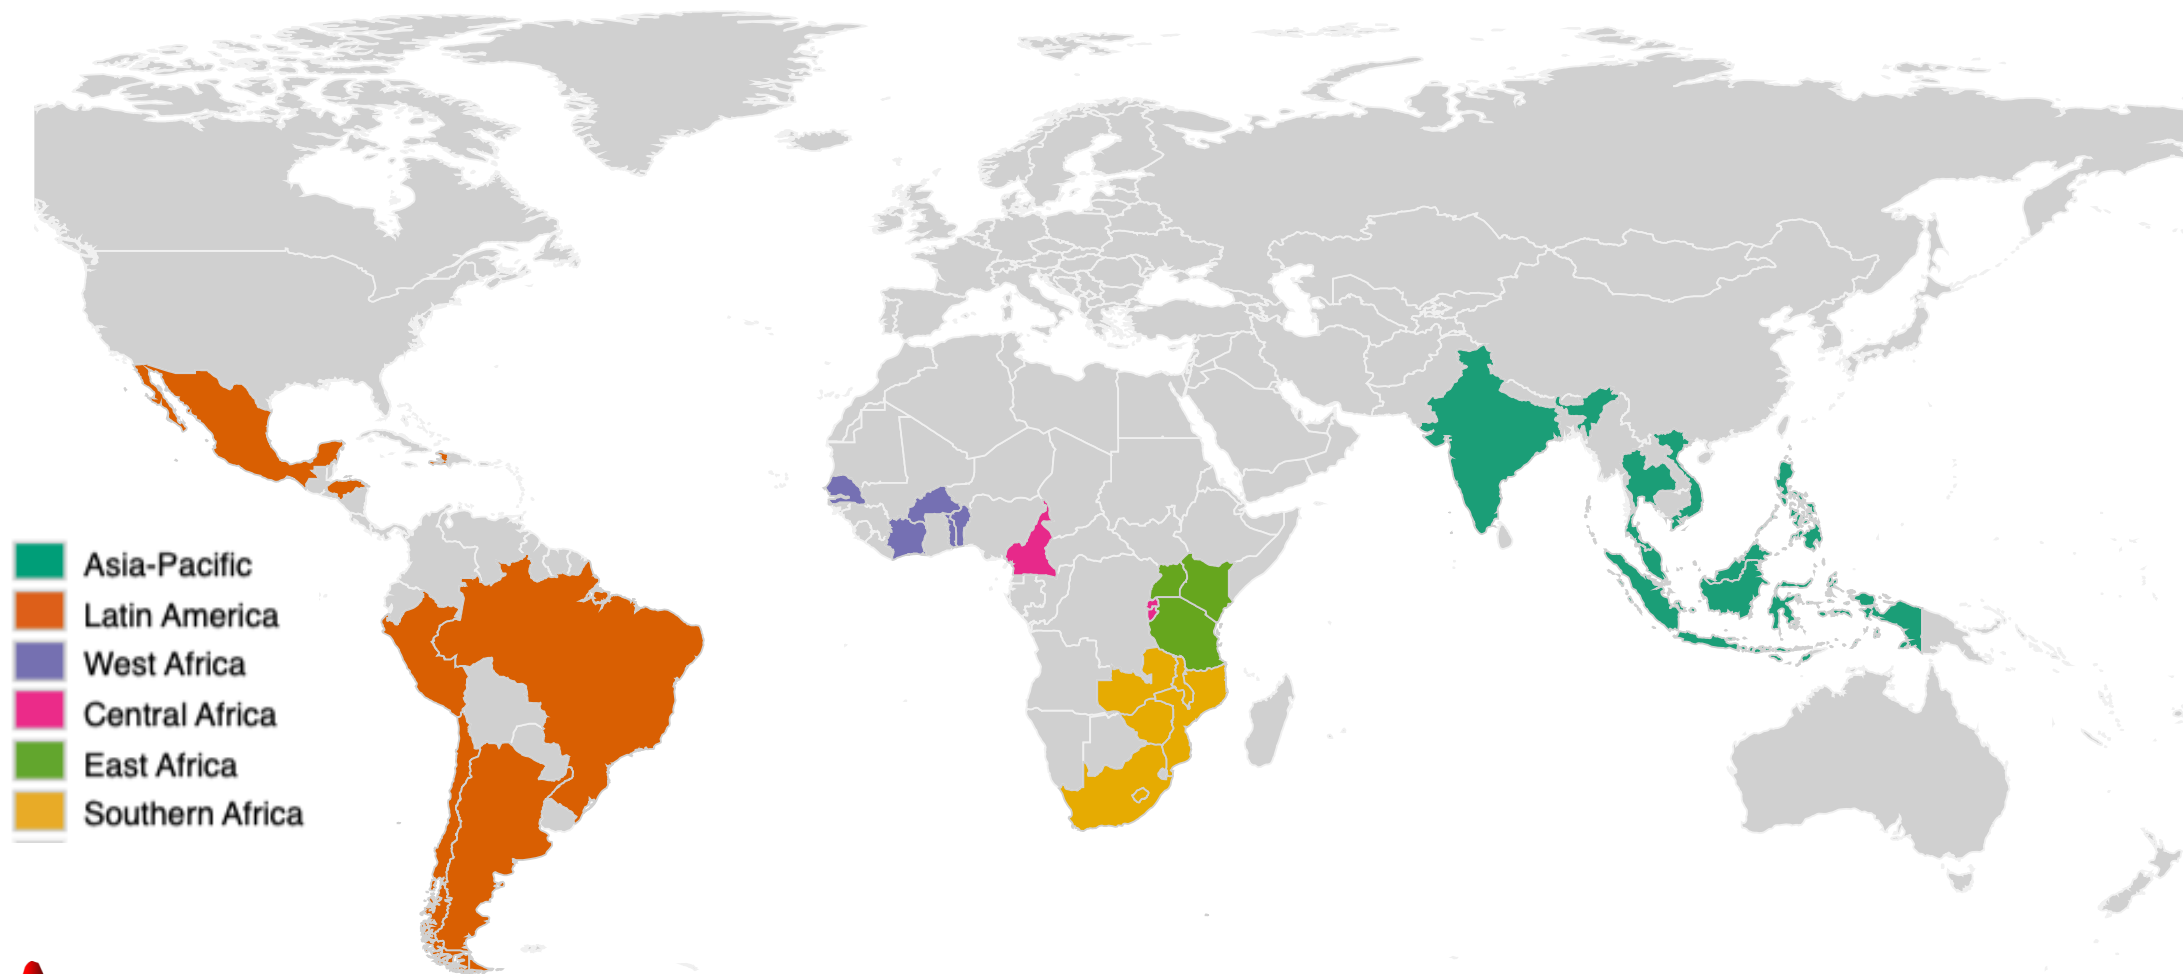 Asia-Pacific
Latin America
West Africa
Central Africa
East Africa
Southern Africa